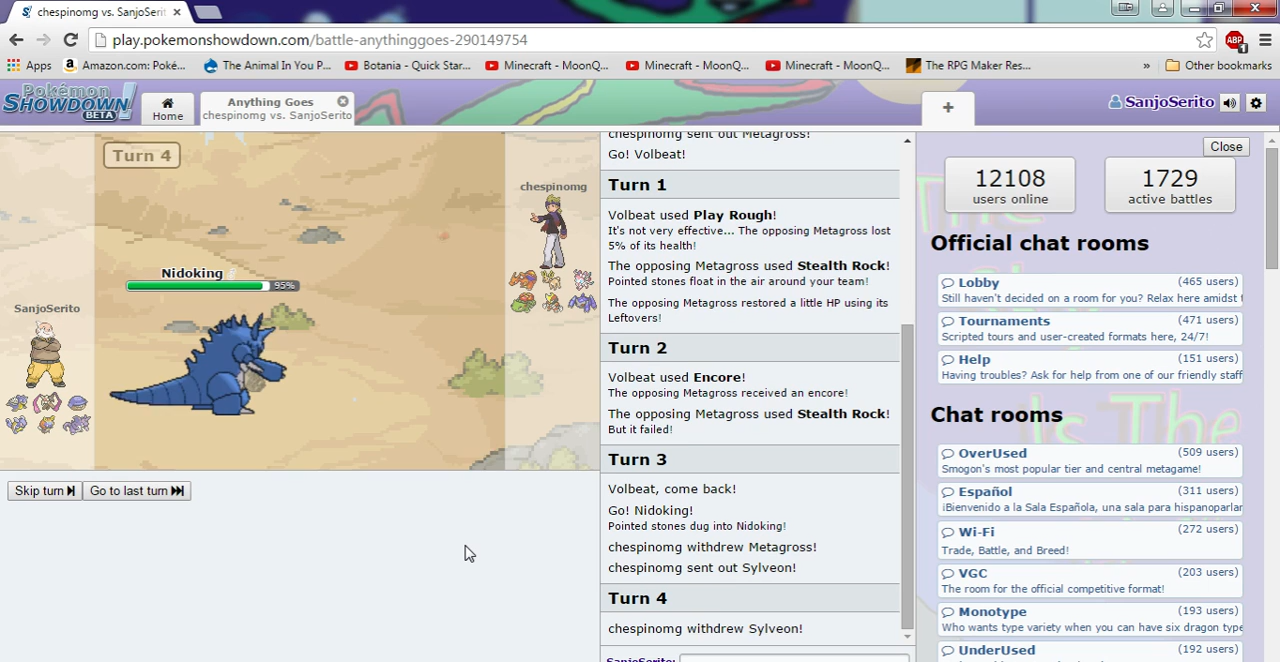 chespinomg vs. SanjoSerit
play.pokemonshowdown.com/battle-anythinggoes-290149754
ABP 1
Apps
Amazon.com: Poké...
The Animal In You P...
Botania - Quick Star...
Minecraft - MoonQ...
Minecraft - MoonQ...
Minecraft - MoonQ...
The RPG Maker Res...
»
Other bookmarks
Pokémon
SHOWDOWN!
BETA
Home
Anything Goes
chespinomg vs. SanjoSerito
+
SanjoSerito
Turn 4
chespinomg
Nidoking
95%
SanjoSerito
Skip turn
Go to last turn
chespinomg sent out Metagross!
Go! Volbeat!
Turn 1
Volbeat used Play Rough!
It's not very effective... The opposing Metagross lost
5% of its health!
The opposing Metagross used Stealth Rock!
Pointed stones float in the air around your team!
The opposing Metagross restored a little HP using its
Leftovers!
Turn 2
Volbeat used Encore!
The opposing Metagross received an encore!
The opposing Metagross used Stealth Rock!
But it failed!
Turn 3
Volbeat, come back!
Go! Nidoking!
Pointed stones dug into Nidoking!
chespinomg withdrew Metagross!
chespinomg sent out Sylveon!
Turn 4
chespinomg withdrew Sylveon!
SanjoSerito:
Close
12108
users online
1729
active battles
Official chat rooms
Lobby (465 users)
Still haven't decided on a room for you? Relax here amidst t
Tournaments (471 users)
Scripted tours and user-created formats here, 24/7!
Help (151 users)
Having troubles? Ask for help from one of our friendly staff
Chat rooms
OverUsed (509 users)
Smogon's most popular tier and central metagame!
Español (311 users)
¡Bienvenido a la Sala Española, una sala para hispanoparlar
Wi-Fi (272 users)
Trade, Battle, and Breed!
VGC (203 users)
The room for the official competitive format!
Monotype (193 users)
Who wants type variety when you can have six dragon type
UnderUsed (192 users)